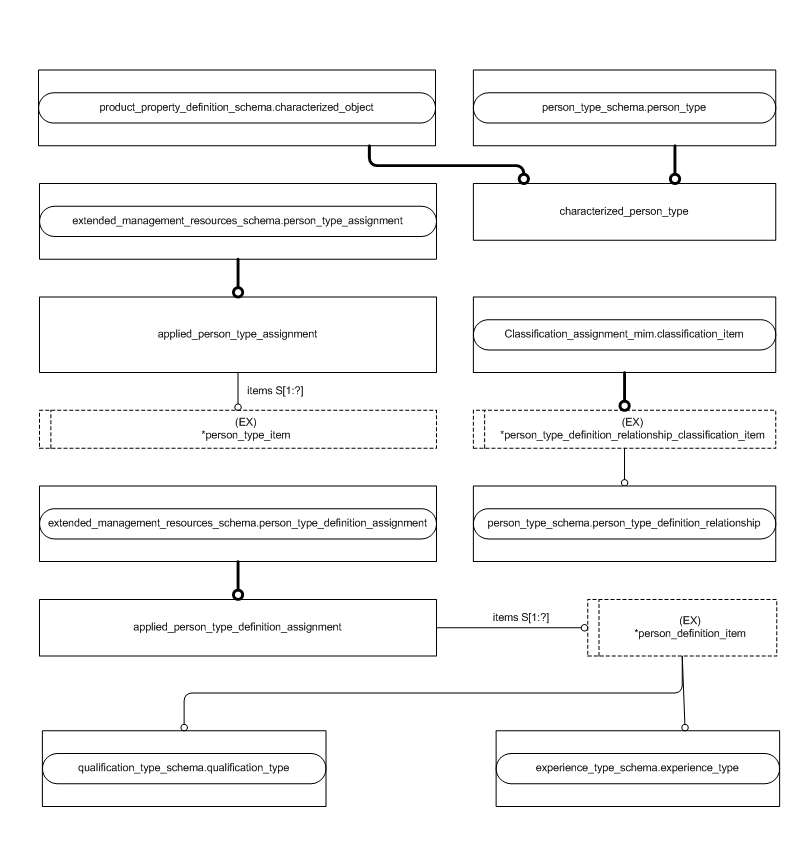 product_property_definition_schema.characterized_object
person_type_schema.person_type
extended_management_resources_schema.person_type_assignment
characterized_person_type
applied_person_type_assignment
Classification_assignment_mim.classification_item
items S[1:?]
(EX)
*person_type_item
(EX)
*person_type_definition_relationship_classification_item
extended_management_resources_schema.person_type_definition_assignment
person_type_schema.person_type_definition_relationship
applied_person_type_definition_assignment
items S[1:?]
(EX)
*person_definition_item
qualification_type_schema.qualification_type
experience_type_schema.experience_type